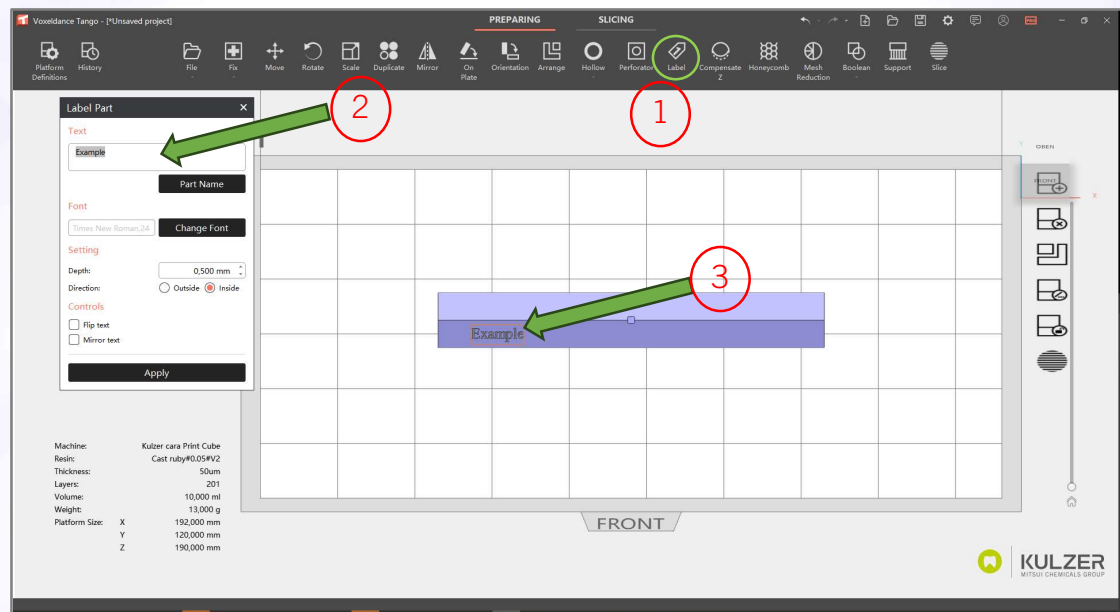 Voxeldance Tango - [*Unsaved project]
PREPARING SLICING
Platform Definitions
History
File
Fix
Move
Rotate
Scale
Duplicate
Mirror
On Plate
Orientation
Arrange
Hollow
Perforator
Label
Compensate Z
Honeycomb
Mesh Reduction
Boolean
Support
Slice
2
1
Label Part
Text
Example
Part Name
Font
Times New Roman,24
Change Font
Setting
Depth: 0,500 mm
Direction: Outside Inside
Controls
Flip text
Mirror text
Apply
3
Example
Y
OBEN
FRONT
X
Machine: Kulzer cara Print Cube
Resin: Cast ruby#0.05#V2
Thickness: 50um
Layers: 201
Volume: 10,000 ml
Weight: 13,000 g
Platform Size: X 192,000 mm
Y 120,000 mm
Z 190,000 mm
FRONT
KULZER
MITSUI CHEMICALS GROUP